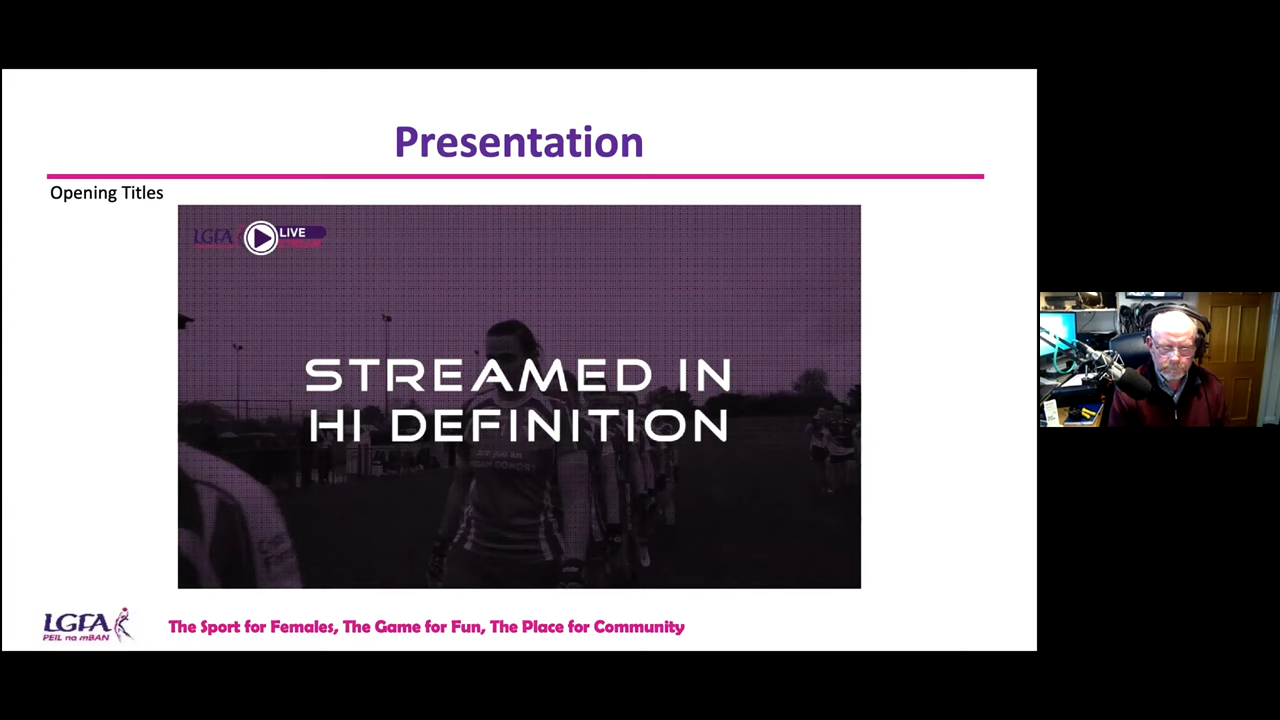 Presentation
Opening Titles
LGFA LIVE
STREAM
STREAMED IN
HI DEFINITION
LGFA
PEIL na mBAN
The Sport for Females, The Game for Fun, The Place for Community